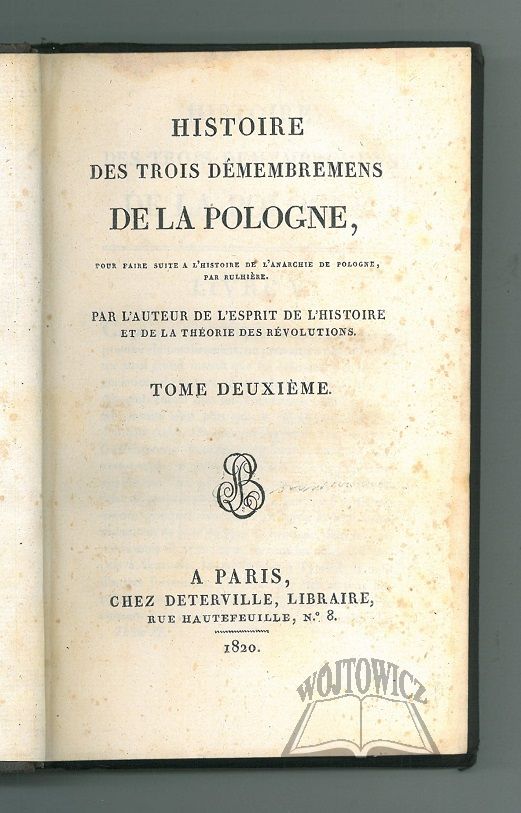 HISTOIRE
DES TROIS DÉMEMBREMENS
DE LA POLOGNE,
POUR FAIRE SUITE A L'HISTOIRE DE L'ANARCHIE DE POLOGNE,
PAR RULHIÈRE.
PAR L'AUTEUR DE L'ESPRIT DE L'HISTOIRE
ET DE LA THÉORIE DES RÉVOLUTIONS.
TOME DEUXIÈME.
A PARIS,
CHEZ DETERVILLE, LIBRAIRE,
RUE HAUTEFEUILLE, N.º 8.
1820.
WÓJTOWICZ